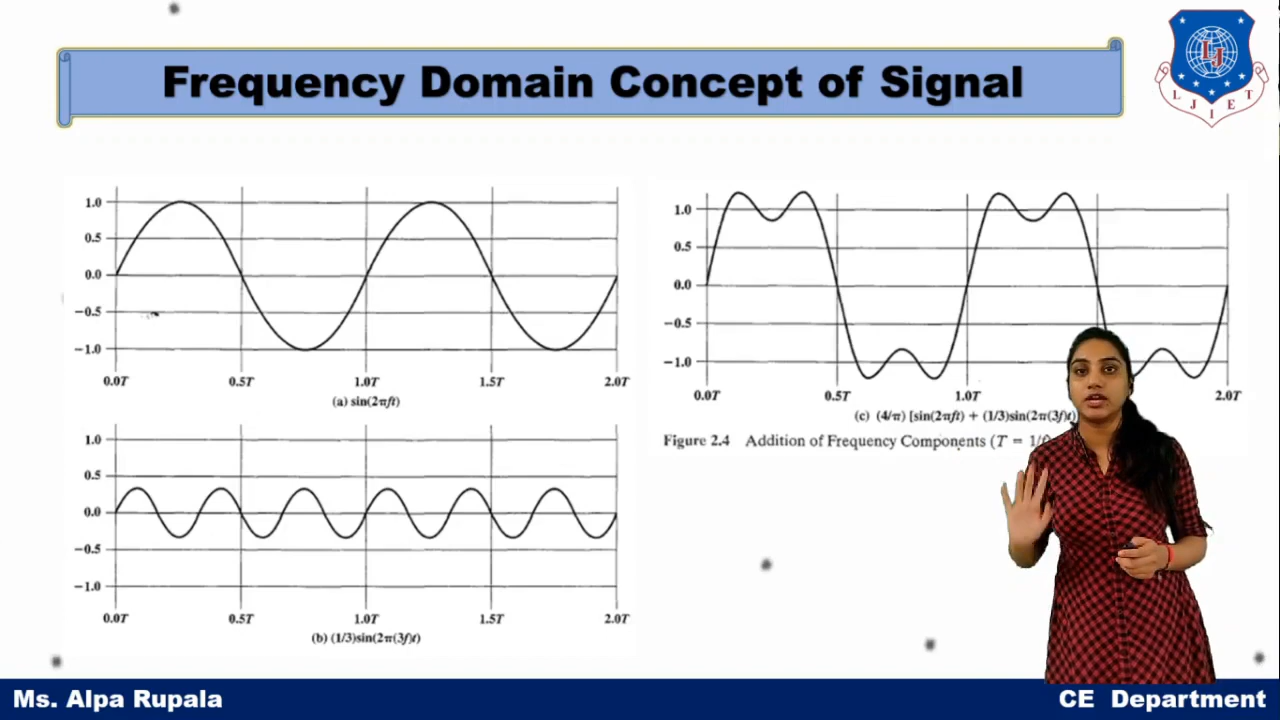 Frequency Domain Concept of Signal
LJIET
1.0
0.5
0.0
−0.5
−1.0
0.0T 0.5T 1.0T 1.5T 2.0T
(a) sin(2πft)
1.0
0.5
0.0
−0.5
−1.0
0.0T 0.5T 1.0T 1.5T 2.0T
(b) (1/3)sin(2π(3f)t)
1.0
0.5
0.0
−0.5
−1.0
0.0T 0.5T 1.0T 2.0T
(c) (4/π) [sin(2πft) + (1/3)sin(2π(3f)t)
Figure 2.4 Addition of Frequency Components (T = 1/
Ms. Alpa Rupala
CE Department